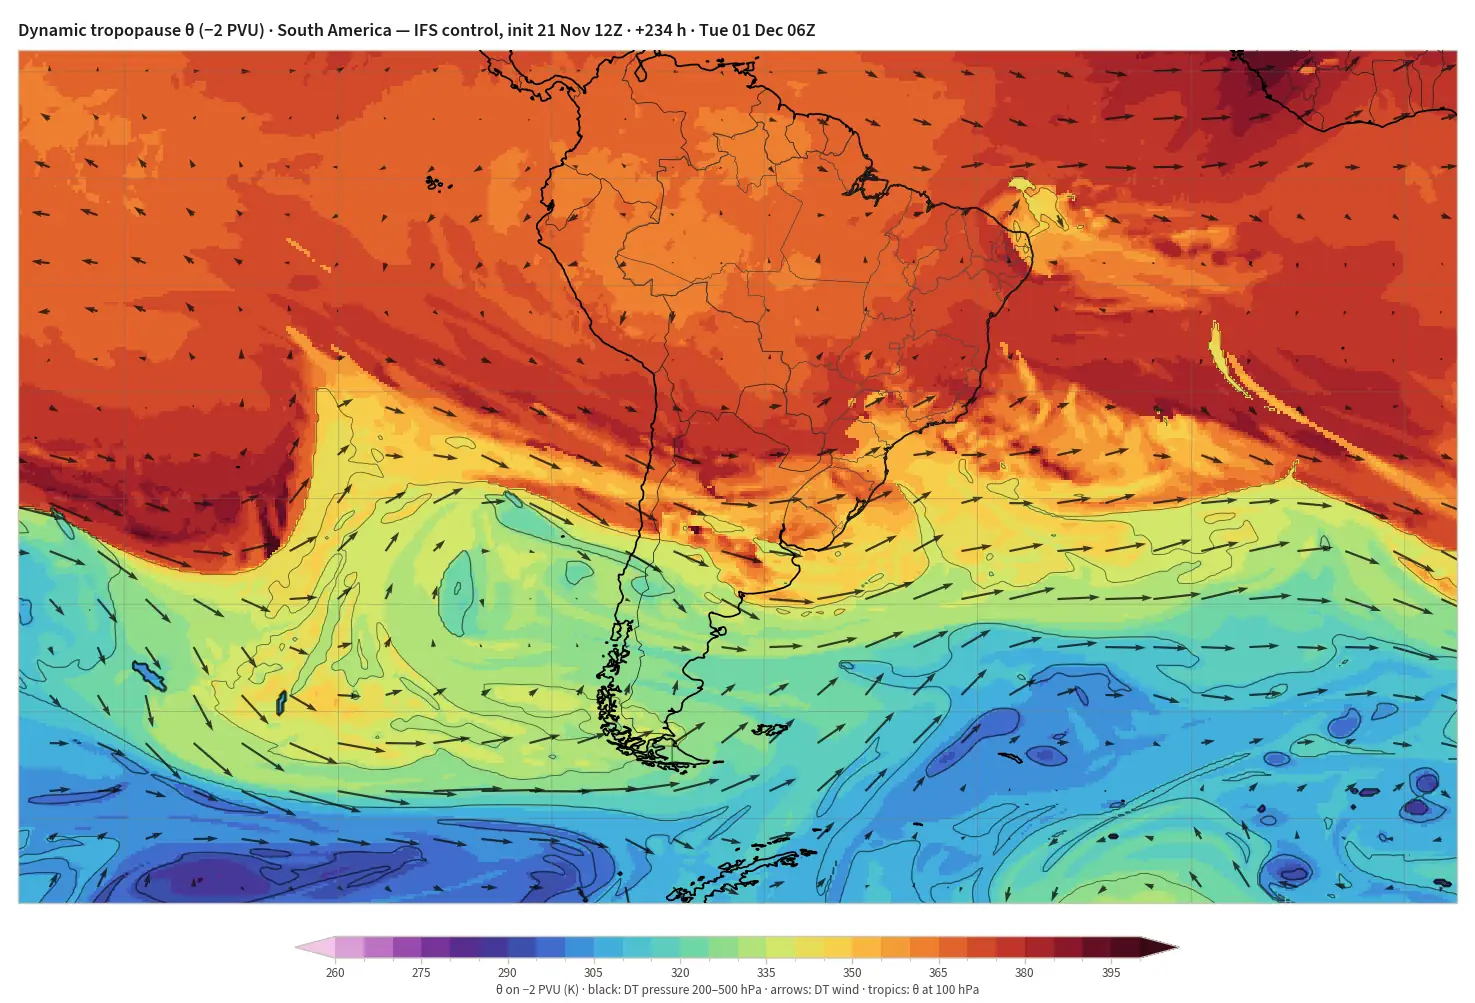 Dynamic tropopause θ (−2 PVU) · South America — IFS control, init 21 Nov 12Z · +234 h · Tue 01 Dec 06Z
260 275 290 305 320 335 350 365 380 395
θ on −2 PVU (K) · black: DT pressure 200–500 hPa · arrows: DT wind · tropics: θ at 100 hPa